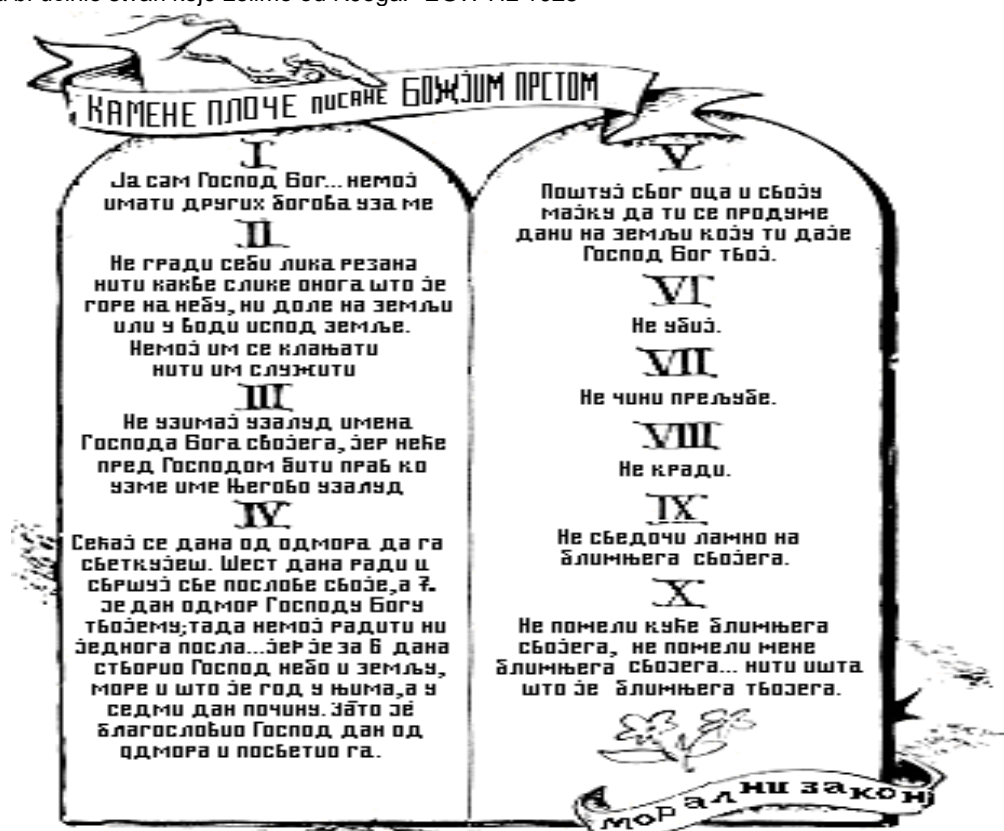 КАМЕНЕ ПЛОЧЕ ПИСАНЕ БОЖЈИМ ПРСТОМ
I
Ја сам Господ Бог... немој
имати других богова уза ме
II
Не гради себи лика резана
нити какве слике онога што је
горе на небу, ни доле на земљи
или у води испод земље.
Немој им се клањати
нити им служити
III
Не узимај узалуд имена
Господа Бога својега, јер неће
пред Господом бити прав ко
узме име Његово узалуд
IV
Сећај се дана од одмора да га
светкујеш. Шест дана ради и
свршуј све послове своје, а 7.
је дан одмор Господу Богу
твојему; тада немој радити ни
једнога посла... јер је за 6 дана
створио Господ небо и земљу,
море и што је год у њима, а у
седми дан почину. Зато је
благословио Господ дан од
одмора и посветио га.
V
Поштуј свог оца и своју
мајку да ти се продуже
дани на земљи коју ти даје
Господ Бог твој.
VI
Не убиј.
VII
Не чини прељубе.
VIII
Не кради.
IX
Не сведочи лажно на
ближњега својега.
X
Не пожели куће ближњега
својега, не пожели жене
ближњега својега... нити ишта
што је ближњега твојега.
морални закон